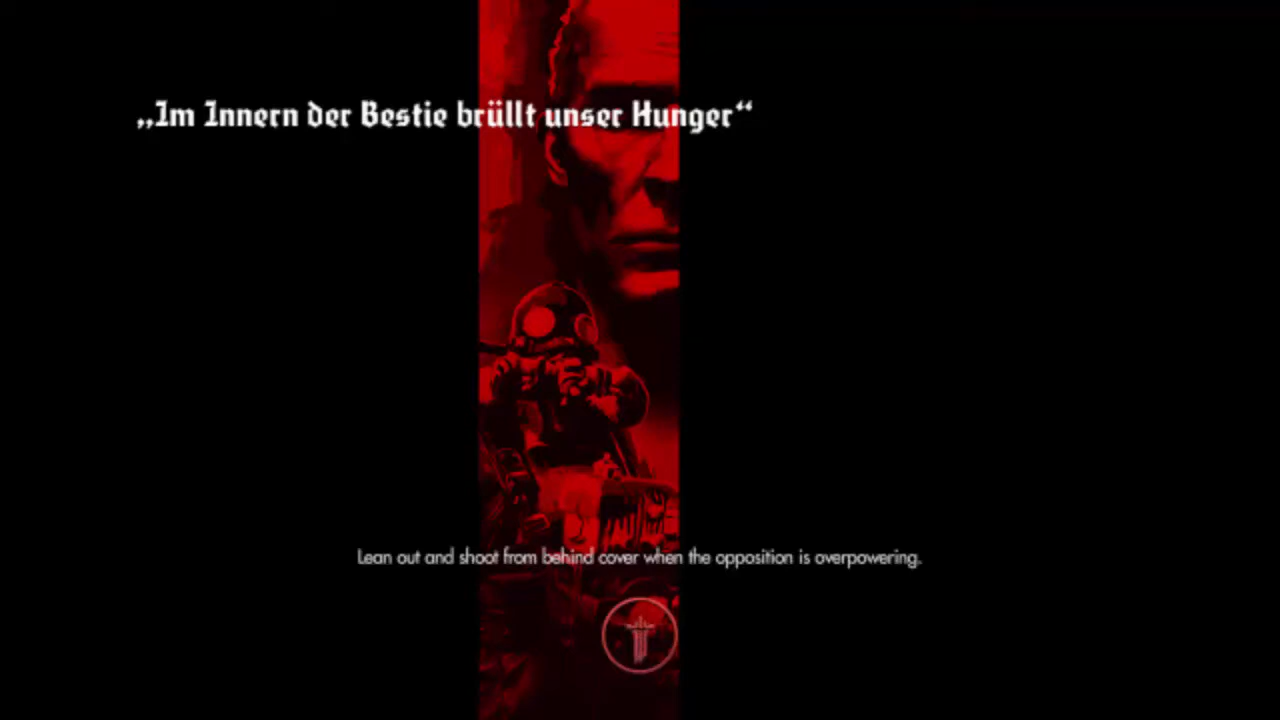 „Im Innern der Bestie brüllt unser Hunger“
Lean out and shoot from behind cover when the opposition is overpowering.